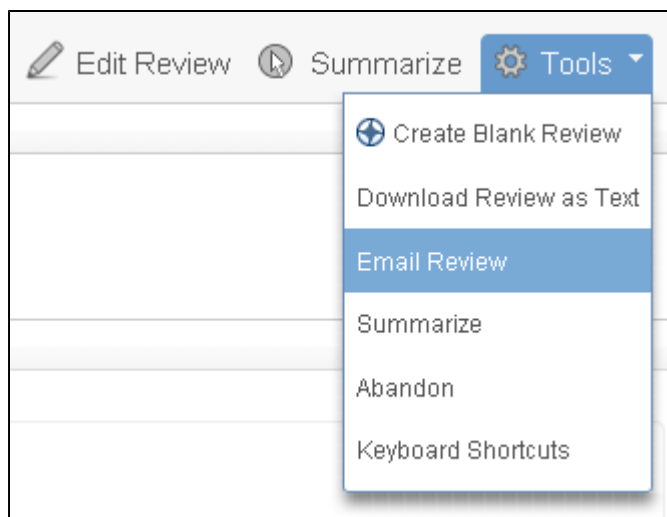 Edit Review Summarize Tools
Create Blank Review
Download Review as Text
Email Review
Summarize
Abandon
Keyboard Shortcuts